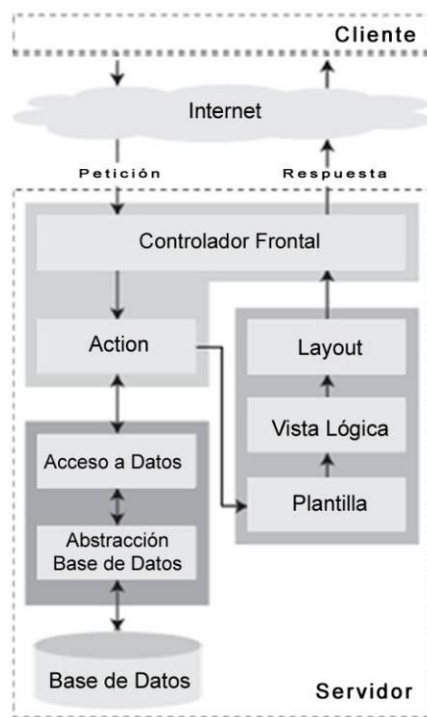 Cliente
Internet
Petición
Respuesta
Controlador Frontal
Action
Layout
Vista Lógica
Acceso a Datos
Plantilla
Abstracción
Base de Datos
Base de Datos
Servidor